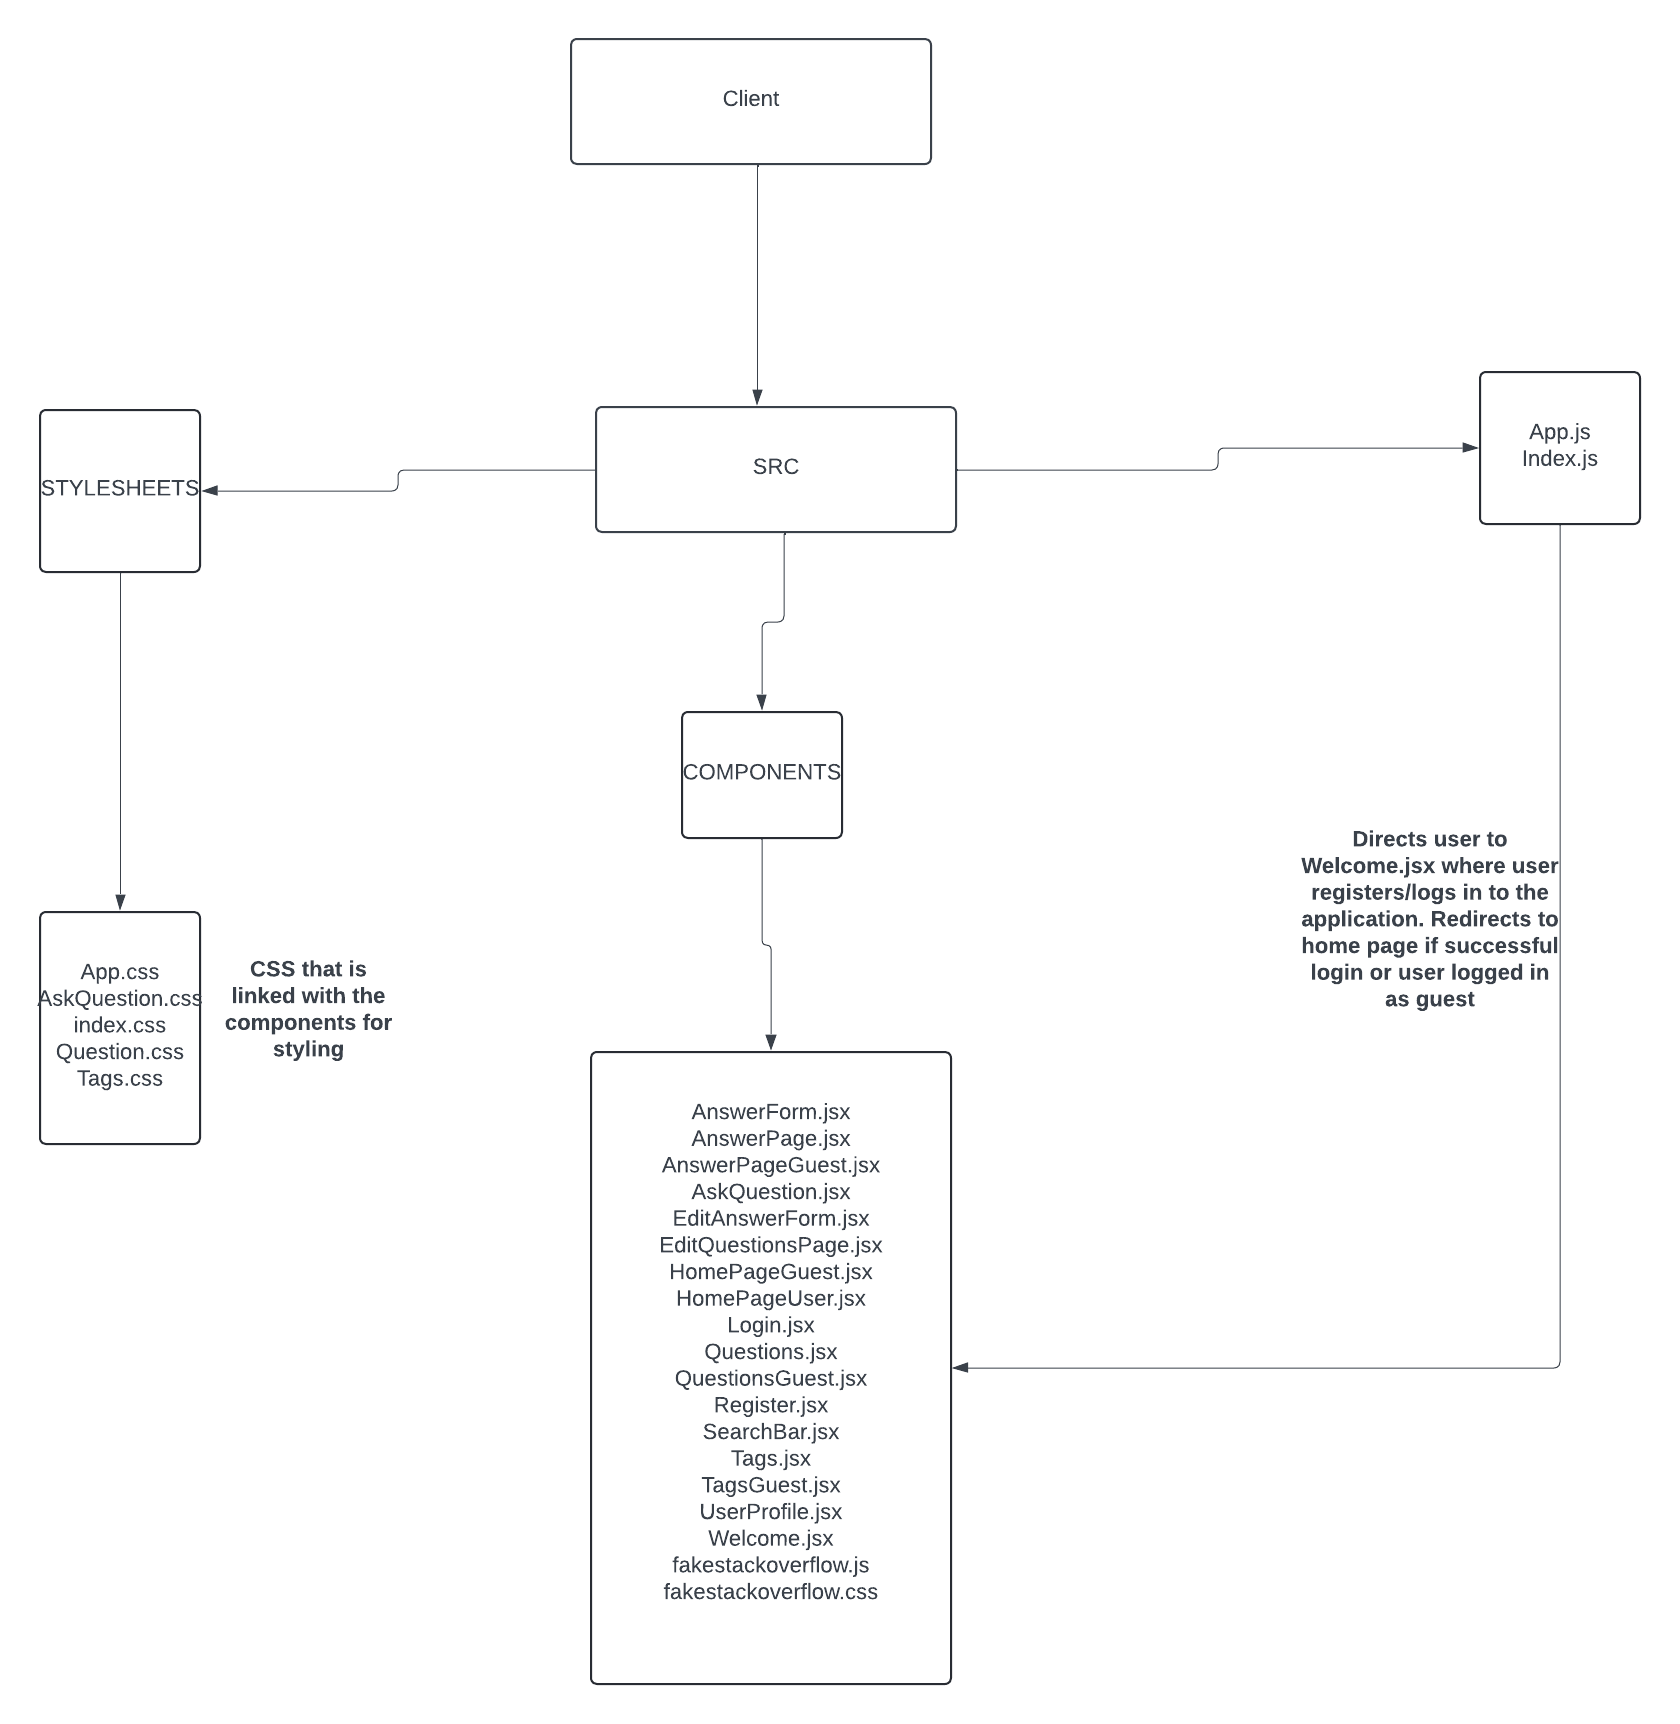 Client
SRC
App.js
Index.js
STYLESHEETS
COMPONENTS
Directs user to
Welcome.jsx where user
registers/logs in to the
application. Redirects to
home page if successful
login or user logged in
as guest
App.css
AskQuestion.css
index.css
Question.css
Tags.css
CSS that is
linked with the
components for
styling
AnswerForm.jsx
AnswerPage.jsx
AnswerPageGuest.jsx
AskQuestion.jsx
EditAnswerForm.jsx
EditQuestionsPage.jsx
HomePageGuest.jsx
HomePageUser.jsx
Login.jsx
Questions.jsx
QuestionsGuest.jsx
Register.jsx
SearchBar.jsx
Tags.jsx
TagsGuest.jsx
UserProfile.jsx
Welcome.jsx
fakestackoverflow.js
fakestackoverflow.css